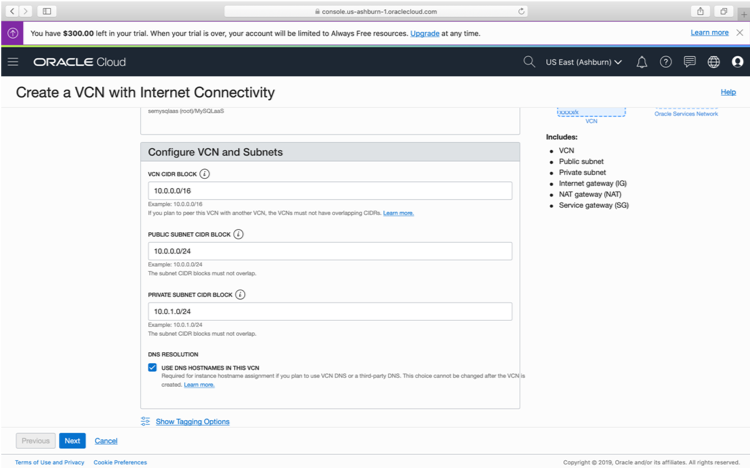 console.us-ashburn-1.oraclecloud.com
You have $300.00 left in your trial. When your trial is over, your account will be limited to Always Free resources. Upgrade at any time.
Learn more
ORACLE Cloud
US East (Ashburn)
Create a VCN with Internet Connectivity
Help
semysqlaas (root)/MySQLaaS
VCN
Oracle Services Network
Includes:
VCN
Public subnet
Private subnet
Internet gateway (IG)
NAT gateway (NAT)
Service gateway (SG)
Configure VCN and Subnets
VCN CIDR BLOCK
10.0.0.0/16
Example: 10.0.0.0/16
If you plan to peer this VCN with another VCN, the VCNs must not have overlapping CIDRs. Learn more.
PUBLIC SUBNET CIDR BLOCK
10.0.0.0/24
Example: 10.0.0.0/24
The subnet CIDR blocks must not overlap.
PRIVATE SUBNET CIDR BLOCK
10.0.1.0/24
Example: 10.0.1.0/24
The subnet CIDR blocks must not overlap.
DNS RESOLUTION
USE DNS HOSTNAMES IN THIS VCN
Required for instance hostname assignment if you plan to use VCN DNS or a third-party DNS. This choice cannot be changed after the VCN is
created. Learn more.
Show Tagging Options
Previous
Next
Cancel
Terms of Use and Privacy
Cookie Preferences
Copyright © 2019, Oracle and/or its affiliates. All rights reserved.